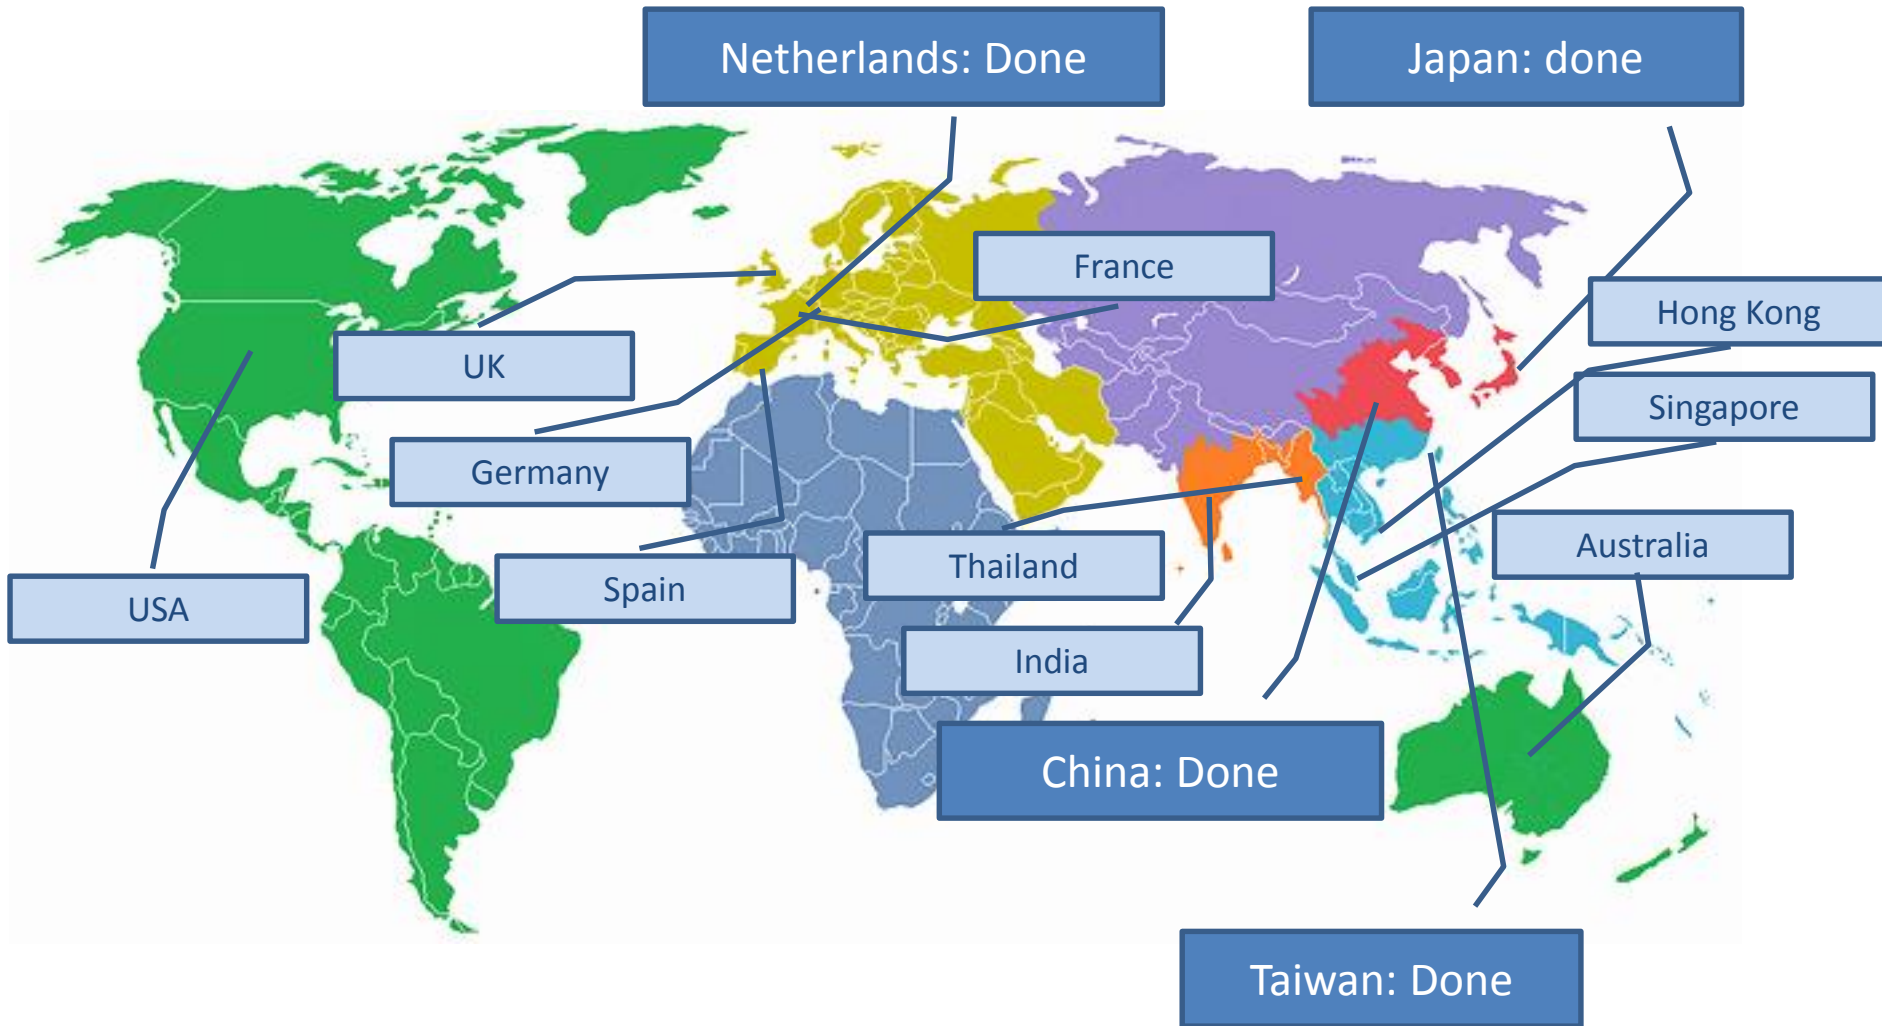 Netherlands: Done
Japan: done
France
Hong Kong
UK
Singapore
Germany
Australia
Thailand
Spain
USA
India
China: Done
Taiwan: Done